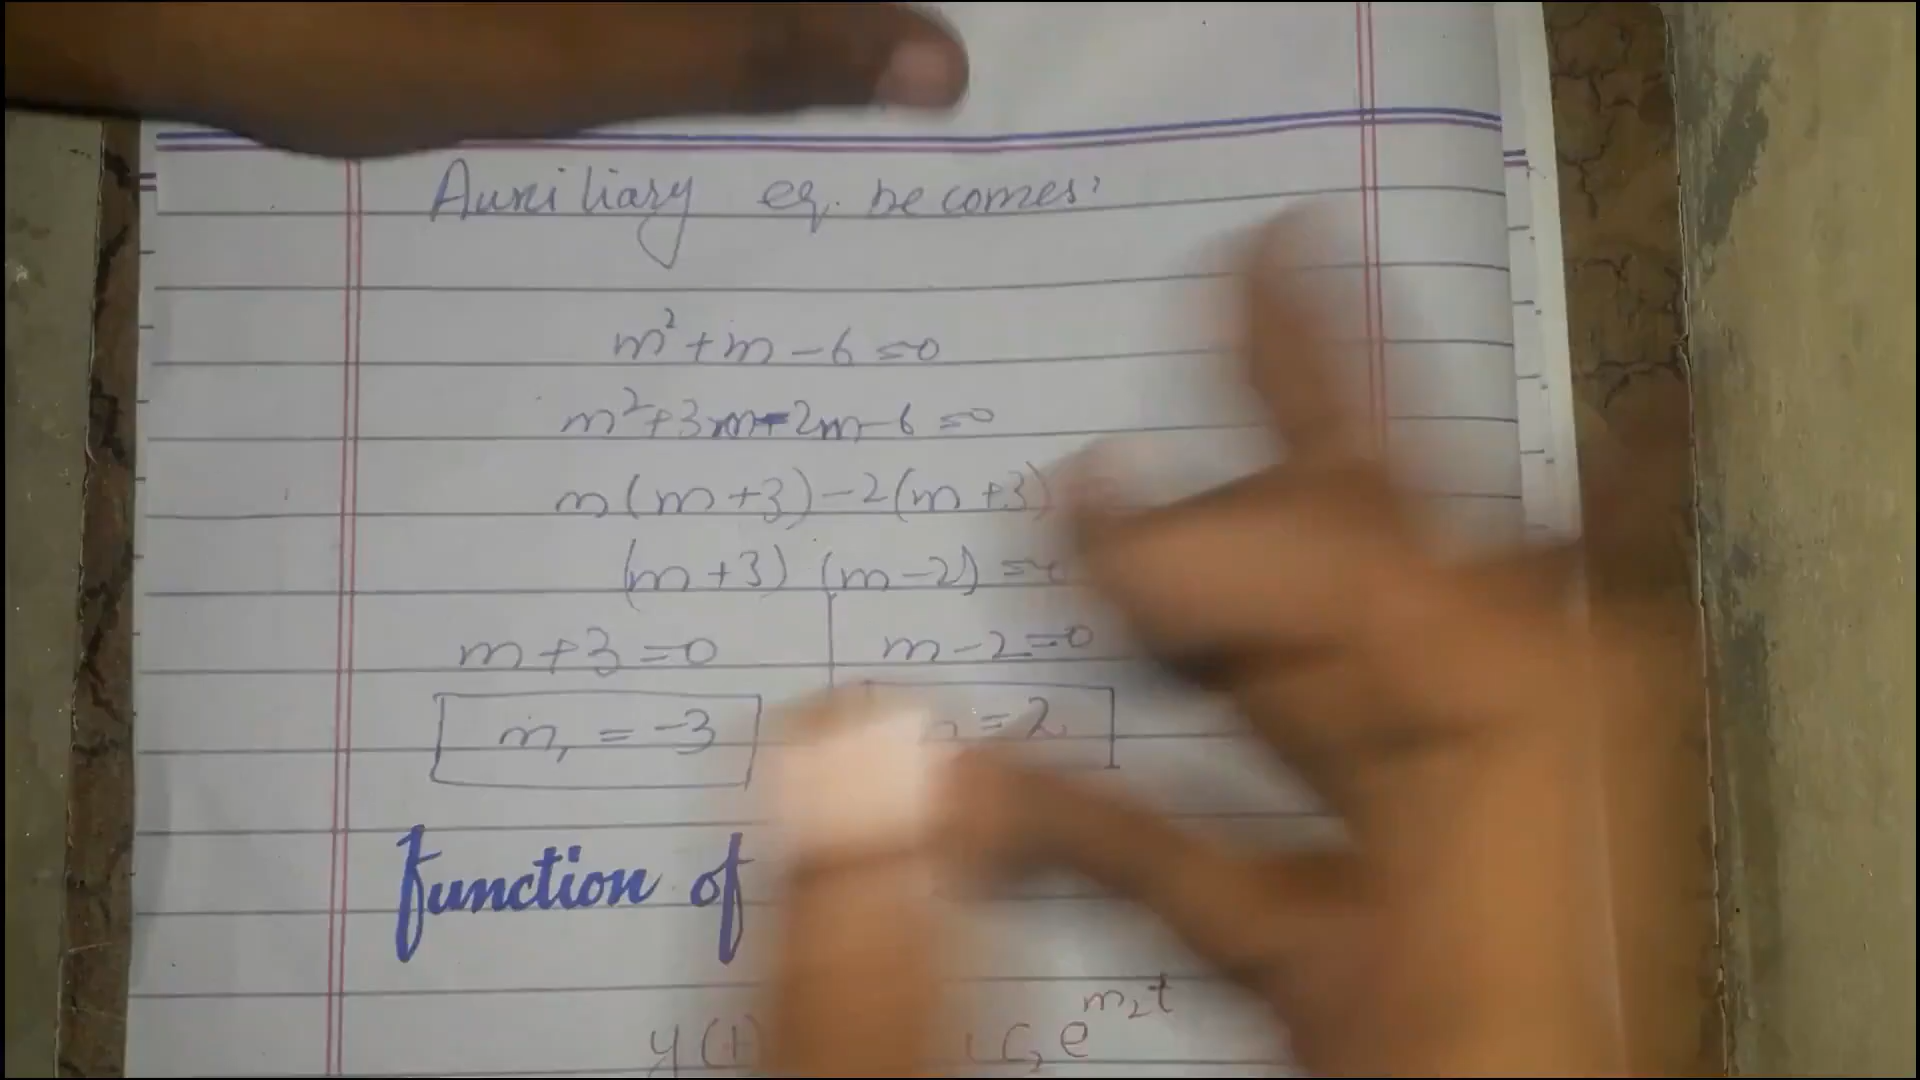 Auxiliary eq. becomes:
m²+m-6=0
m²+3m-2m-6=0
m(m+3)-2(m+3)
(m+3)(m-2)=
m+3=0 m-2=0
m₁=-3 =2
function of
y(t) C₂e^{m₂t}